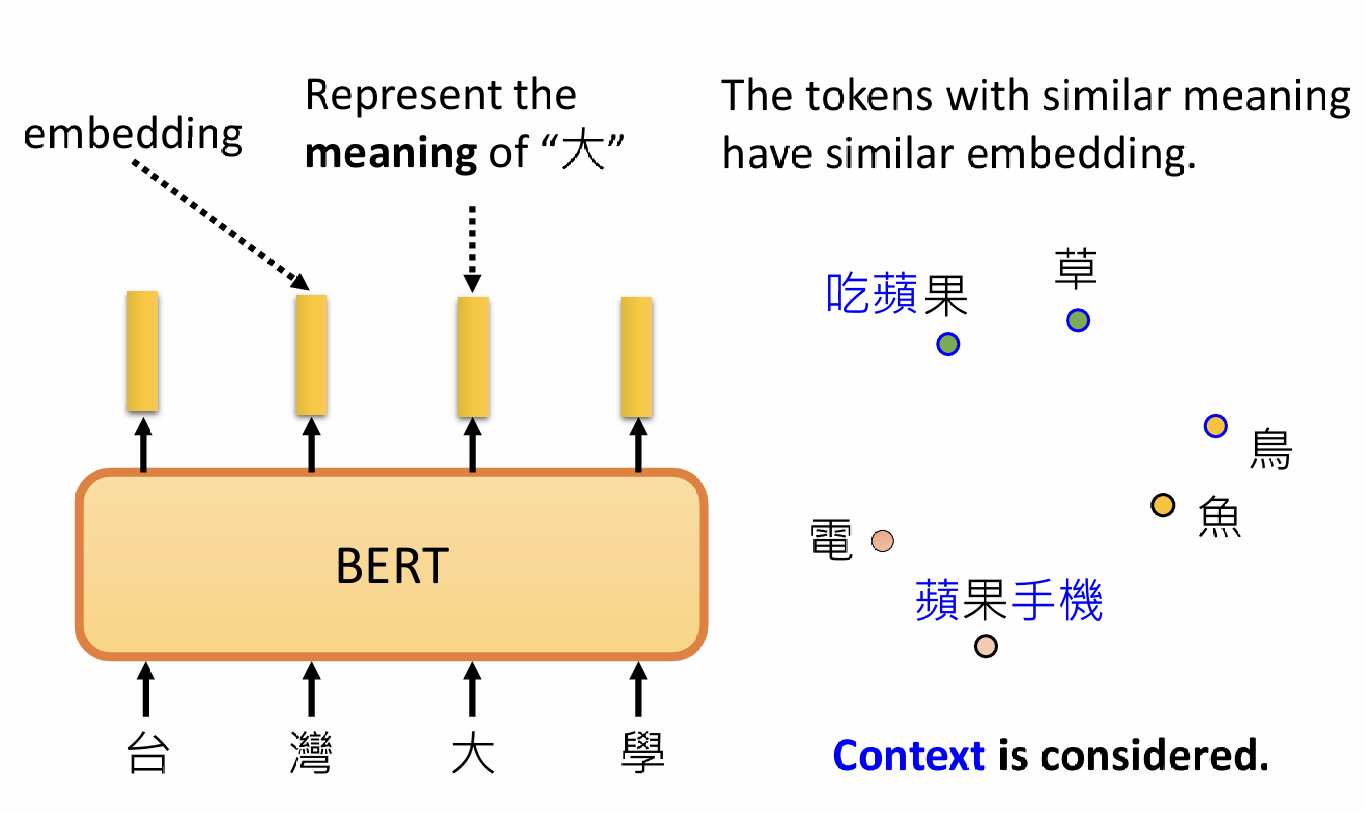 embedding
Represent the
meaning of “大”
The tokens with similar meaning
have similar embedding.
吃蘋果
草
鳥
魚
電
蘋果手機
BERT
台 灣 大 學
Context is considered.